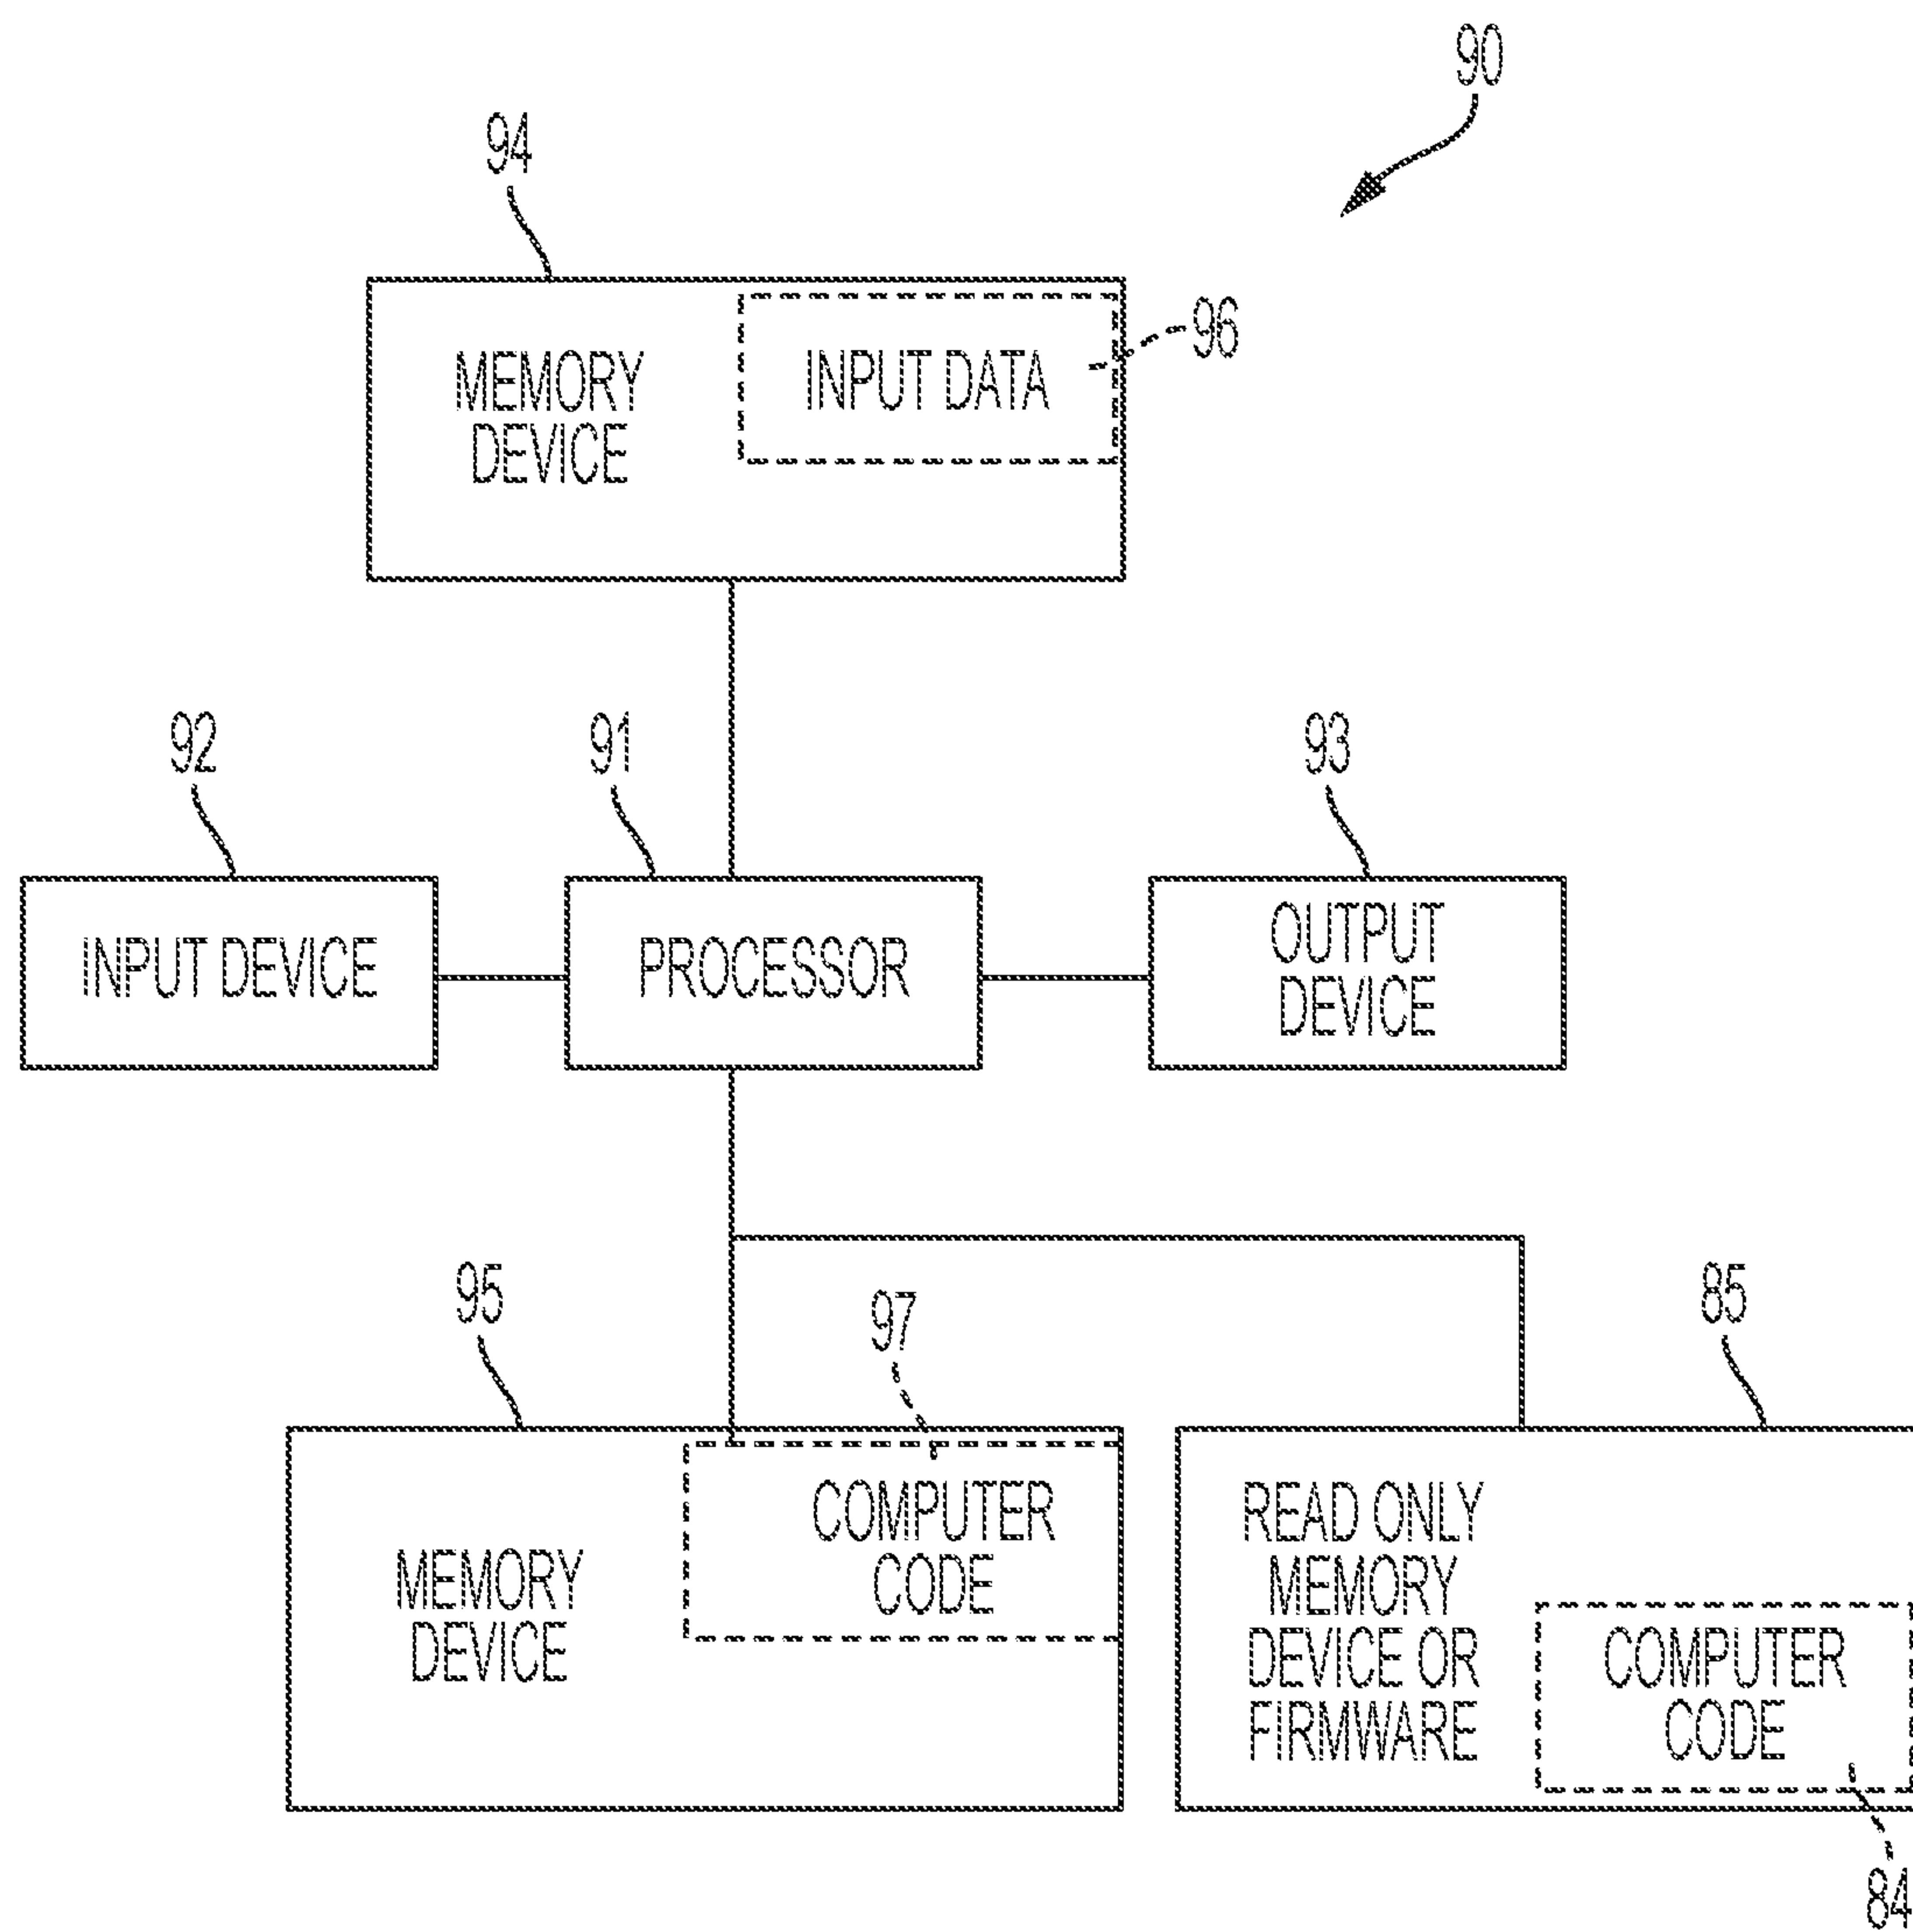 90
94
MEMORY
DEVICE
INPUT DATA
96
92
91
93
INPUT DEVICE
PROCESSOR
OUTPUT
DEVICE
95
97
85
MEMORY
DEVICE
COMPUTER
CODE
READ ONLY
MEMORY
DEVICE OR
FIRMWARE
COMPUTER
CODE
84